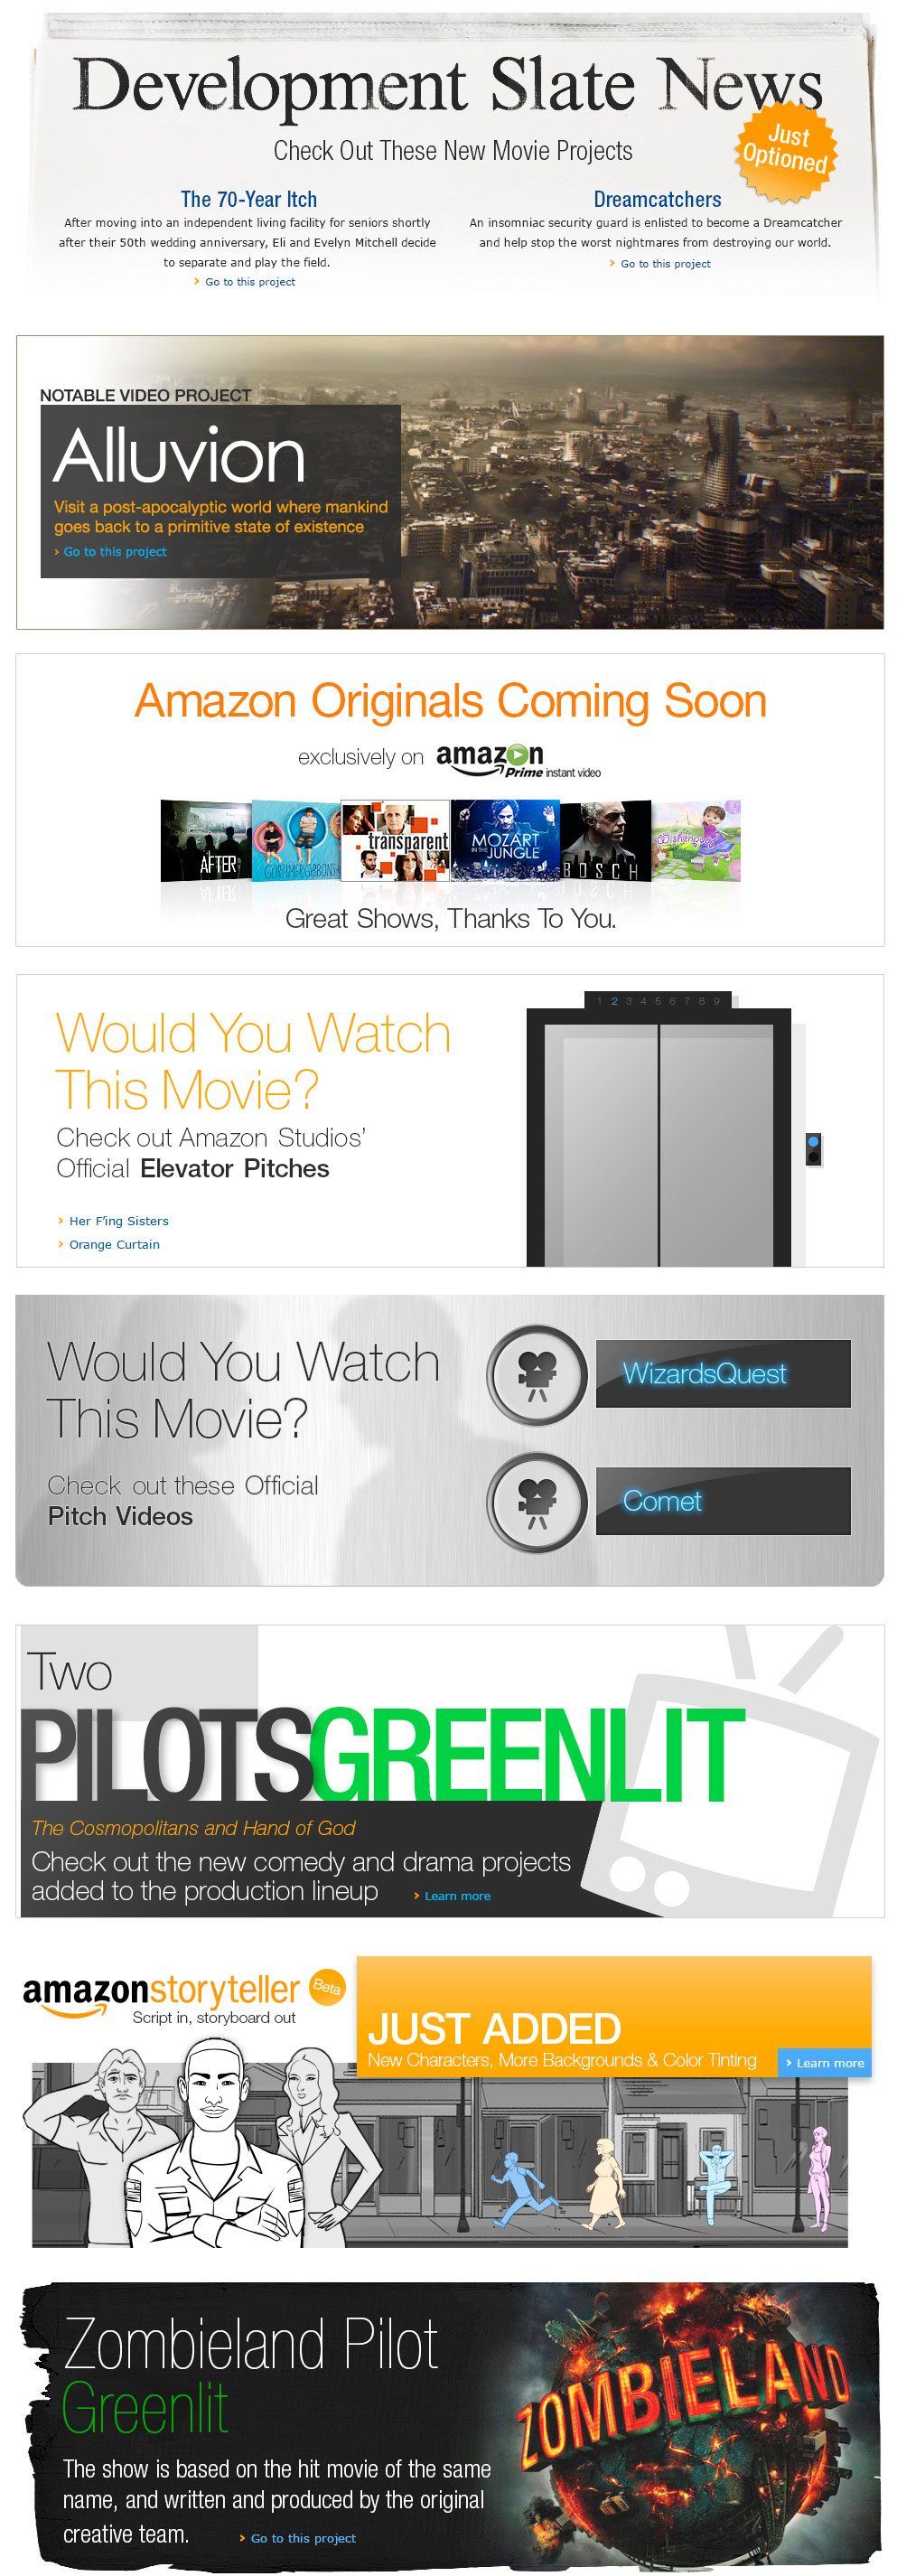 Development Slate News
Check Out These New Movie Projects
Just
Optioned
The 70-Year Itch
After moving into an independent living facility for seniors shortly
after their 50th wedding anniversary, Eli and Evelyn Mitchell decide
to separate and play the field.
› Go to this project
Dreamcatchers
An insomniac security guard is enlisted to become a Dreamcatcher
and help stop the worst nightmares from destroying our world.
› Go to this project
NOTABLE VIDEO PROJECT
Alluvion
Visit a post-apocalyptic world where mankind
goes back to a primitive state of existence
› Go to this project
Amazon Originals Coming Soon
exclusively on amazon
Prime instant video
AFTER
GORTIMER GIBBONS
transparent
MOZART
IN THE
JUNGLE
BOSCH
Wishenpoof
Great Shows, Thanks To You.
Would You Watch
This Movie?
Check out Amazon Studios'
Official Elevator Pitches
› Her F'ing Sisters
› Orange Curtain
1 2 3 4 5 6 7 8 9
Would You Watch
This Movie?
Check out these Official
Pitch Videos
WizardsQuest
Comet
Two
PILOTSGREENLIT
The Cosmopolitans and Hand of God
Check out the new comedy and drama projects
added to the production lineup › Learn more
amazonstoryteller Beta
Script in, storyboard out
JUST ADDED
New Characters, More Backgrounds & Color Tinting
› Learn more
Zombieland Pilot
Greenlit
The show is based on the hit movie of the same
name, and written and produced by the original
creative team. › Go to this project
ZOMBIELAND